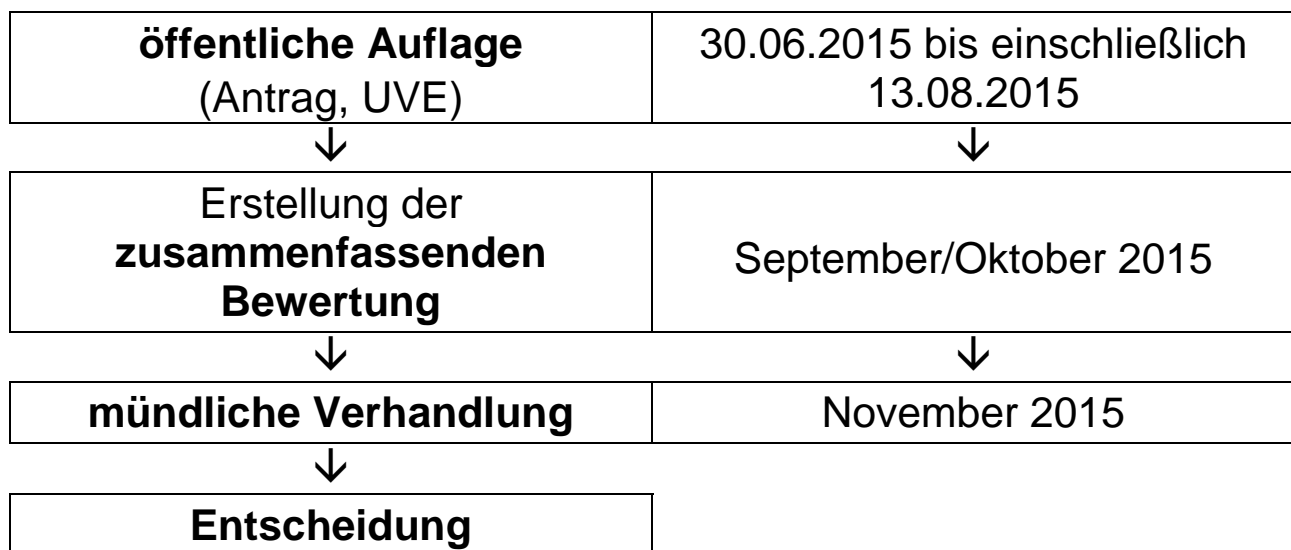 öffentliche Auflage
(Antrag, UVE)
30.06.2015 bis einschließlich
13.08.2015
Erstellung der
zusammenfassenden
Bewertung
September/Oktober 2015
mündliche Verhandlung
November 2015
Entscheidung